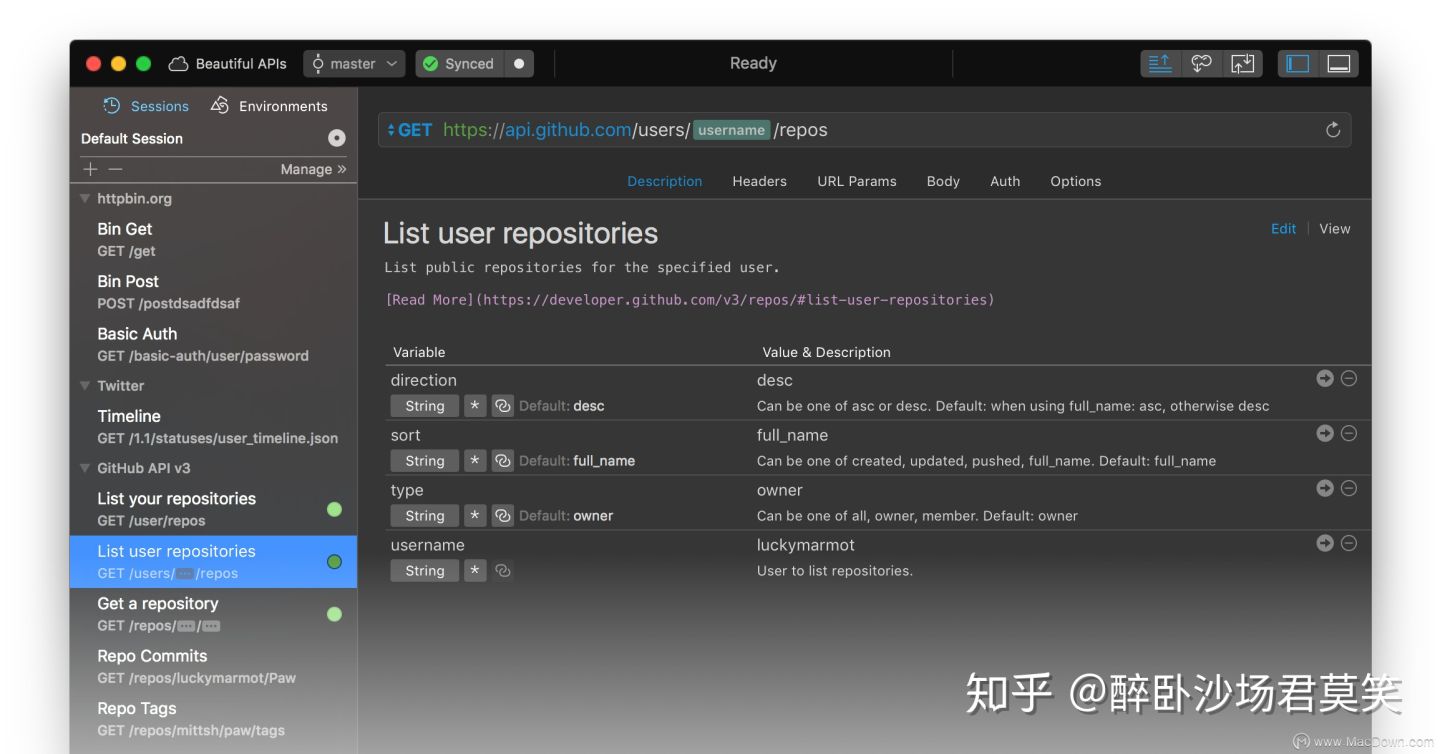 Beautiful APIs
master
Synced
Ready
Sessions
Environments
Default Session
Manage »
httpbin.org
Bin Get
GET /get
Bin Post
POST /postdsadfdsaf
Basic Auth
GET /basic-auth/user/password
Twitter
Timeline
GET /1.1/statuses/user_timeline.json
GitHub API v3
List your repositories
GET /user/repos
List user repositories
GET /users/···/repos
Get a repository
GET /repos/···/···
Repo Commits
GET /repos/luckymarmot/Paw
Repo Tags
GET /repos/mittsh/paw/tags
GET https://api.github.com/users/ username /repos
Description Headers URL Params Body Auth Options
List user repositories
Edit | View
List public repositories for the specified user.
[Read More](https://developer.github.com/v3/repos/#list-user-repositories)
Variable Value & Description
direction desc
String * Default: desc Can be one of asc or desc. Default: when using full_name: asc, otherwise desc
sort full_name
String * Default: full_name Can be one of created, updated, pushed, full_name. Default: full_name
type owner
String * Default: owner Can be one of all, owner, member. Default: owner
username luckymarmot
String * User to list repositories.
知乎 @醉卧沙场君莫笑
www.MacDown.com